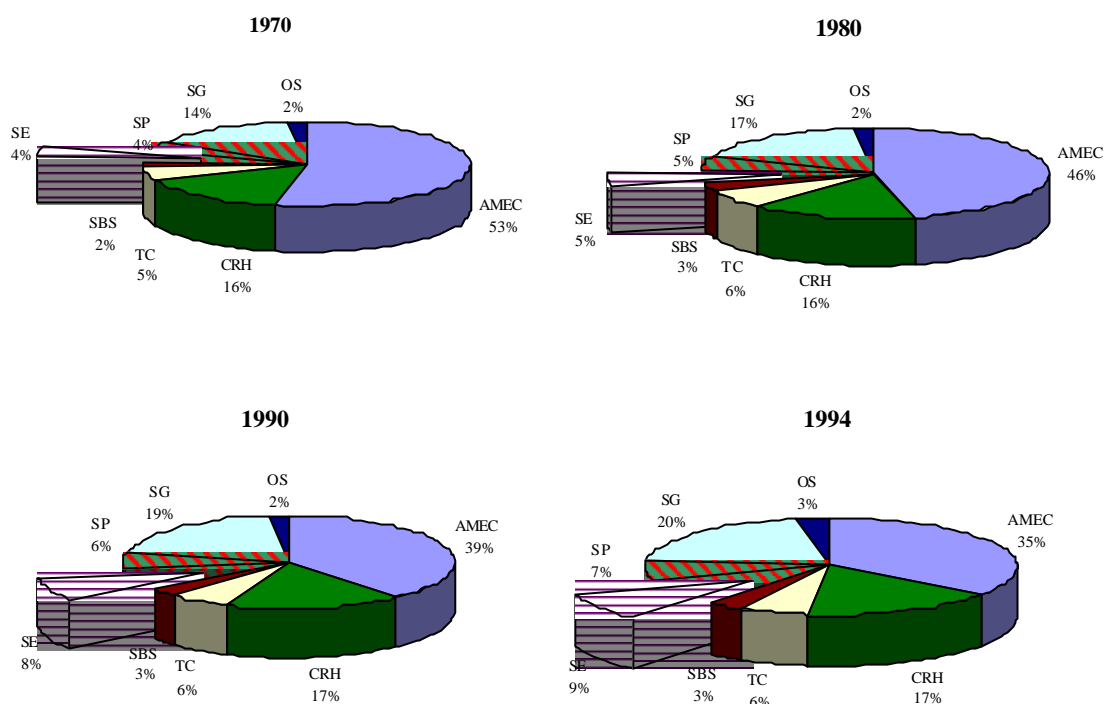 1970
OS
2%
SG
14%
SP
4%
SE
4%
AMEC
53%
SBS
2%
TC
5%
CRH
16%
1980
OS
2%
SG
17%
SP
5%
AMEC
46%
SE
5%
SBS
3%
TC
6%
CRH
16%
1990
OS
2%
SG
19%
SP
6%
AMEC
39%
SE
8%
SBS
3%
TC
6%
CRH
17%
1994
OS
3%
SG
20%
SP
7%
AMEC
35%
SE
9%
SBS
3%
TC
6%
CRH
17%